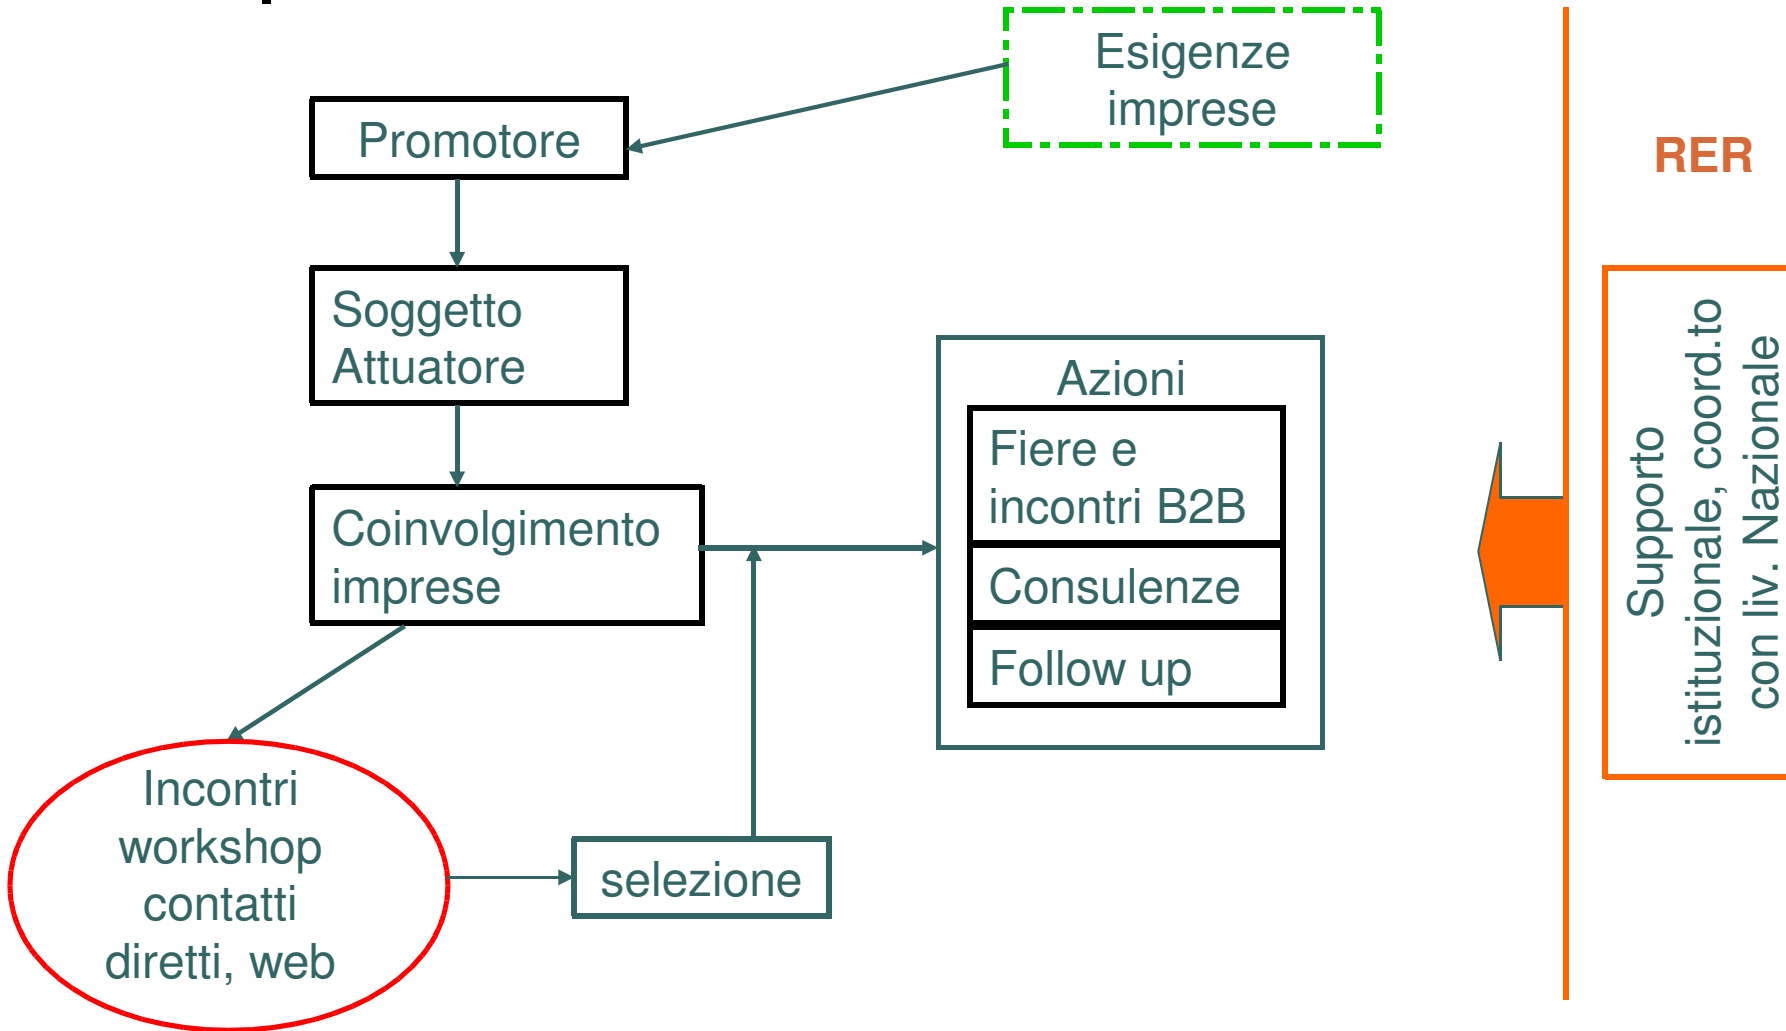 Esigenze
imprese
Promotore
RER
Soggetto
Attuatore
Azioni
Fiere e
incontri B2B
Coinvolgimento
imprese
Consulenze
Follow up
Supporto
istituzionale, coord.to
con liv. Nazionale
Incontri
workshop
contatti
diretti, web
selezione